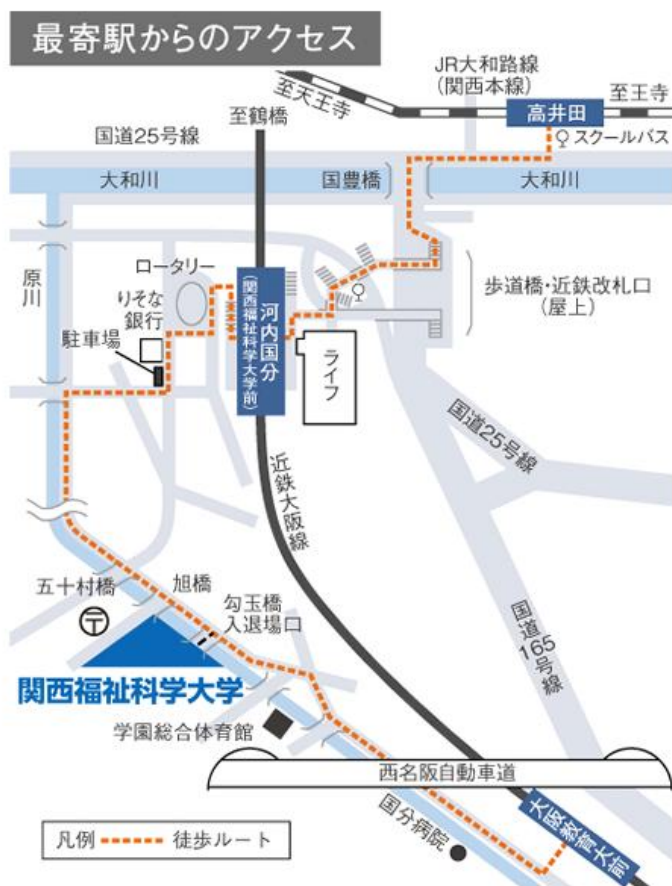 最寄駅からのアクセス
JR大和路線
(関西本線)
至天王寺
高井田
至王寺
スクールバス
至鶴橋
国道25号線
大和川
国豊橋
大和川
原川
ロータリー
りそな
銀行
駐車場
河内国分
(関西福祉科学大学前)
ライフ
歩道橋・近鉄改札口
(屋上)
国道25号線
近鉄大阪線
国道165号線
五十村橋
旭橋
勾玉橋
入退場口
関西福祉科学大学
学園総合体育館
西名阪自動車道
国分病院
大阪教育大前
凡例 徒歩ルート